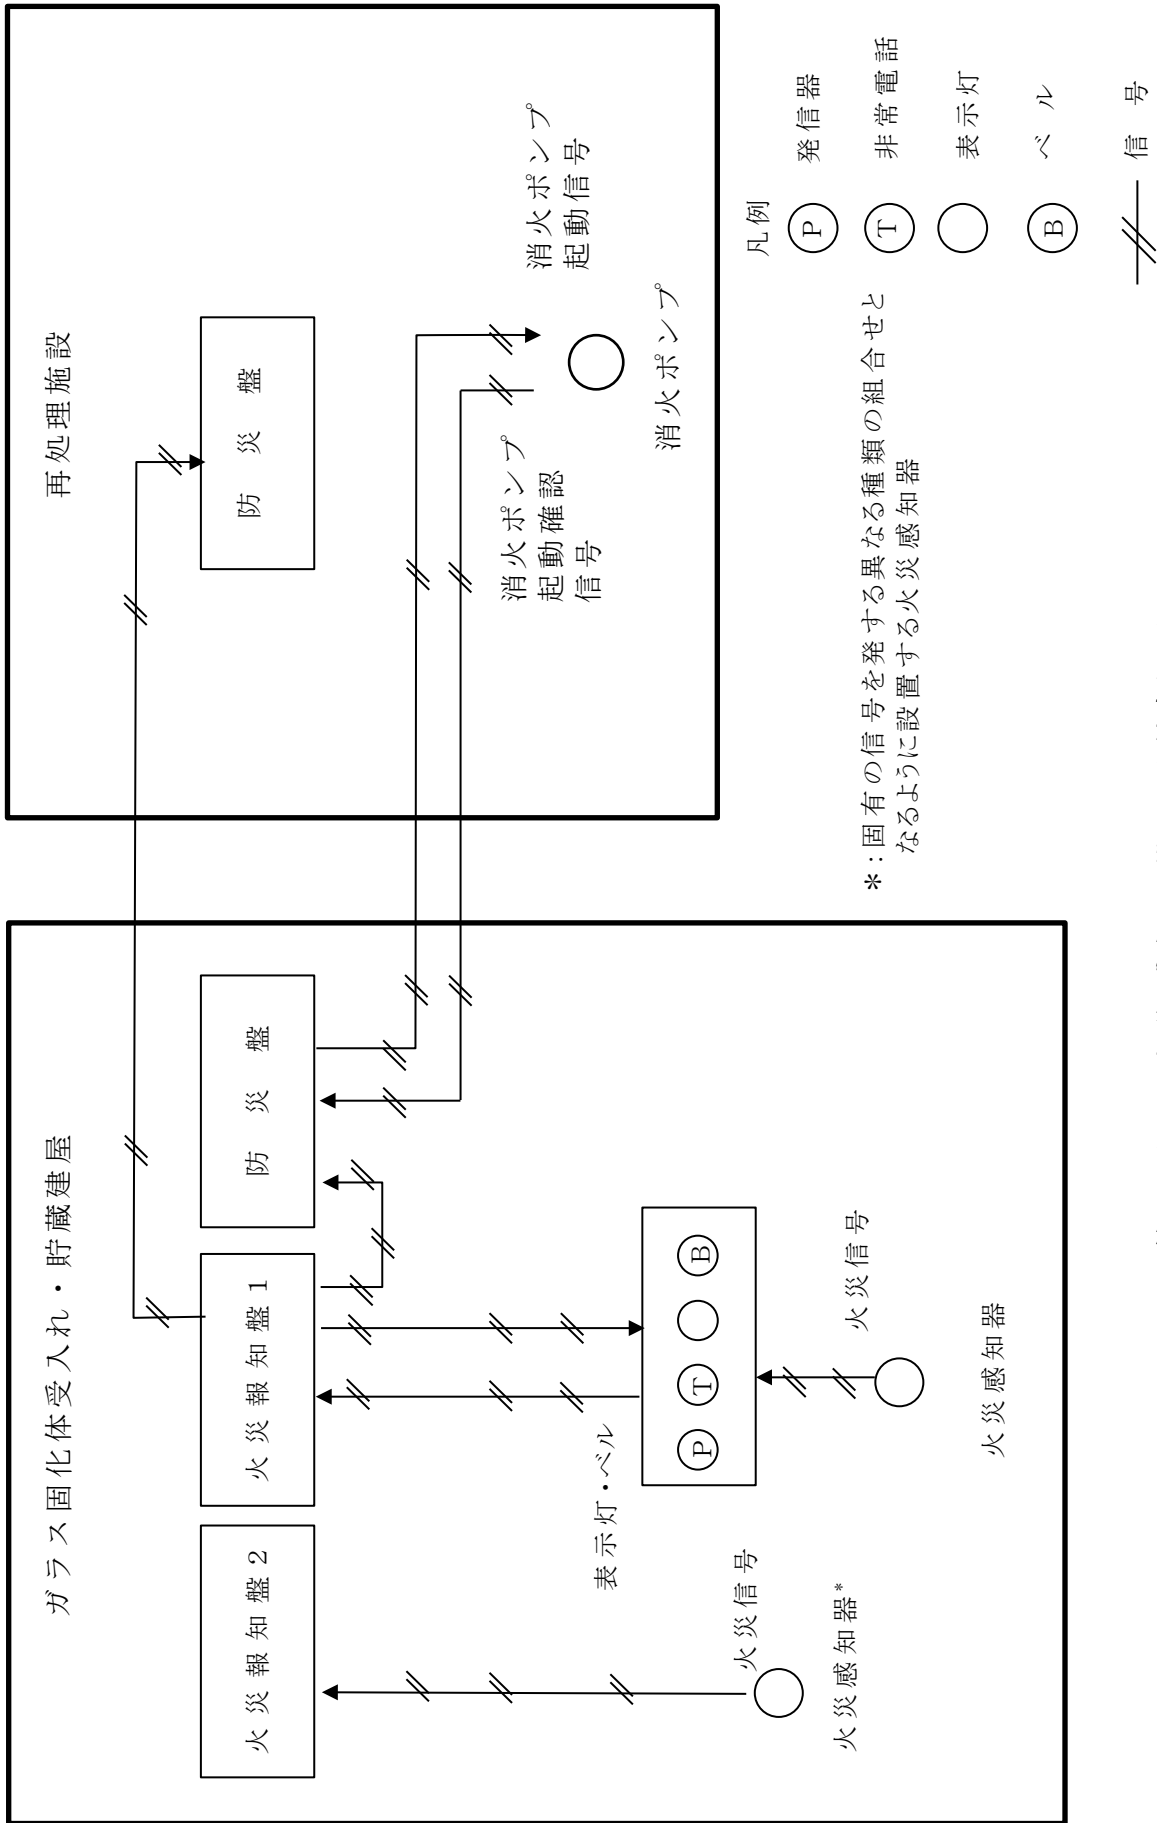 ガラス固化体受入れ・貯蔵建屋
火災報知盤2
火災報知盤1
防災盤
表示灯・ベル
P
T
B
火災信号
火災感知器*
火災信号
火災感知器
再処理施設
防災盤
消火ポンプ
起動確認
信号
消火ポンプ
起動信号
消火ポンプ
*：固有の信号を発する異なる種類の組合せと
なるように設置する火災感知器
凡例
P 発信器
T 非常電話
表示灯
B ベル
信号